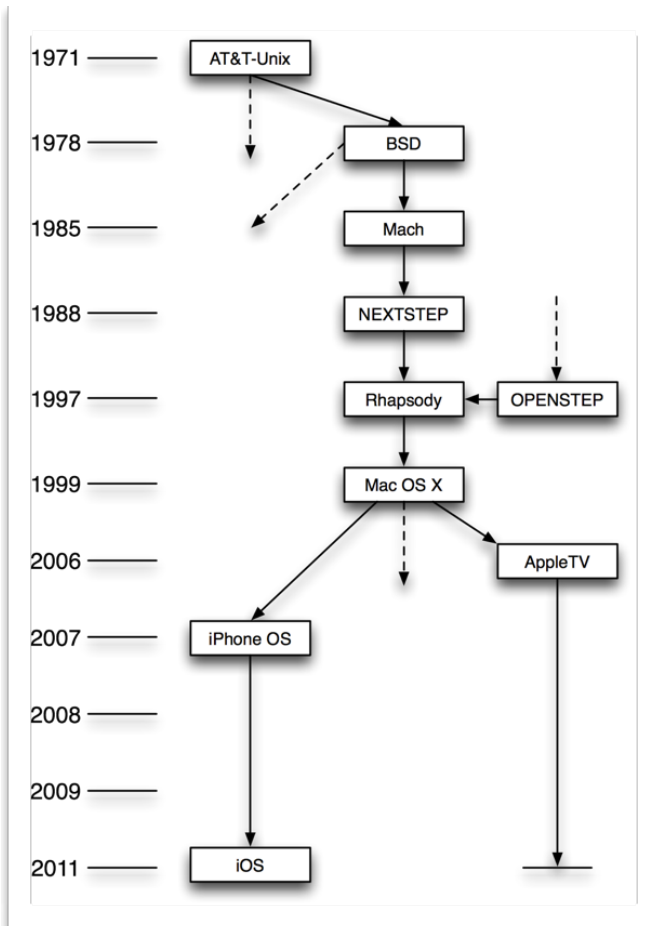 1971
AT&T-Unix
1978
BSD
1985
Mach
1988
NEXTSTEP
1997
Rhapsody
OPENSTEP
1999
Mac OS X
2006
AppleTV
2007
iPhone OS
2008
2009
2011
iOS